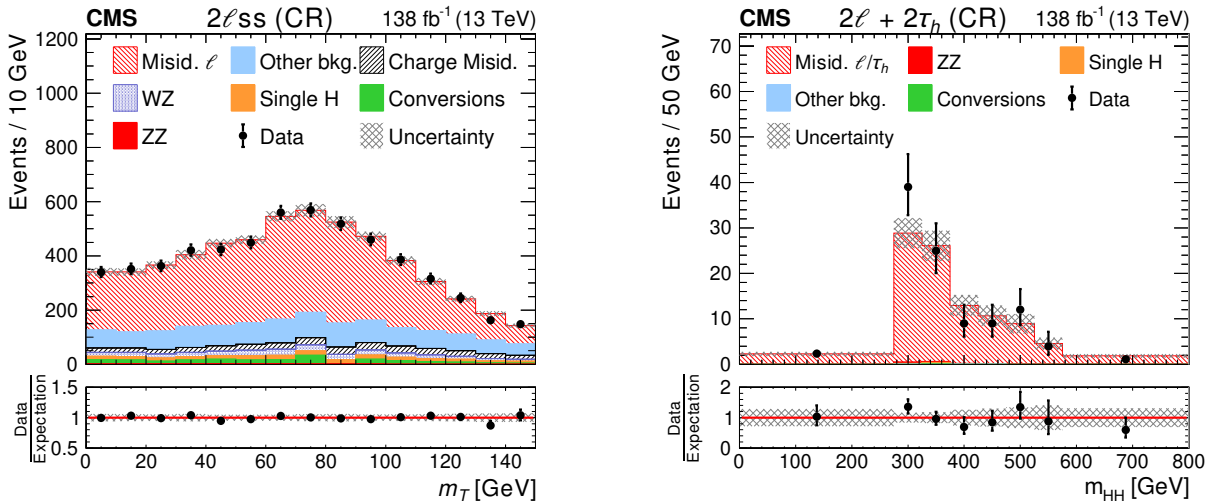 CMS 2ℓss (CR) 138 fb⁻¹ (13 TeV)
Events / 10 GeV
1200
1000
800
600
400
200
0
Misid. ℓ Other bkg. Charge Misid.
WZ Single H Conversions
ZZ Data Uncertainty
Data
Expectation
1.5
1
0.5
0 20 40 60 80 100 120 140
m_T [GeV]
CMS 2ℓ + 2τ_h (CR) 138 fb⁻¹ (13 TeV)
Events / 50 GeV
70
60
50
40
30
20
10
0
Misid. ℓ/τ_h ZZ Single H
Other bkg. Conversions Data
Uncertainty
Data
Expectation
2
1
0
0 100 200 300 400 500 600 700 800
m_HH [GeV]